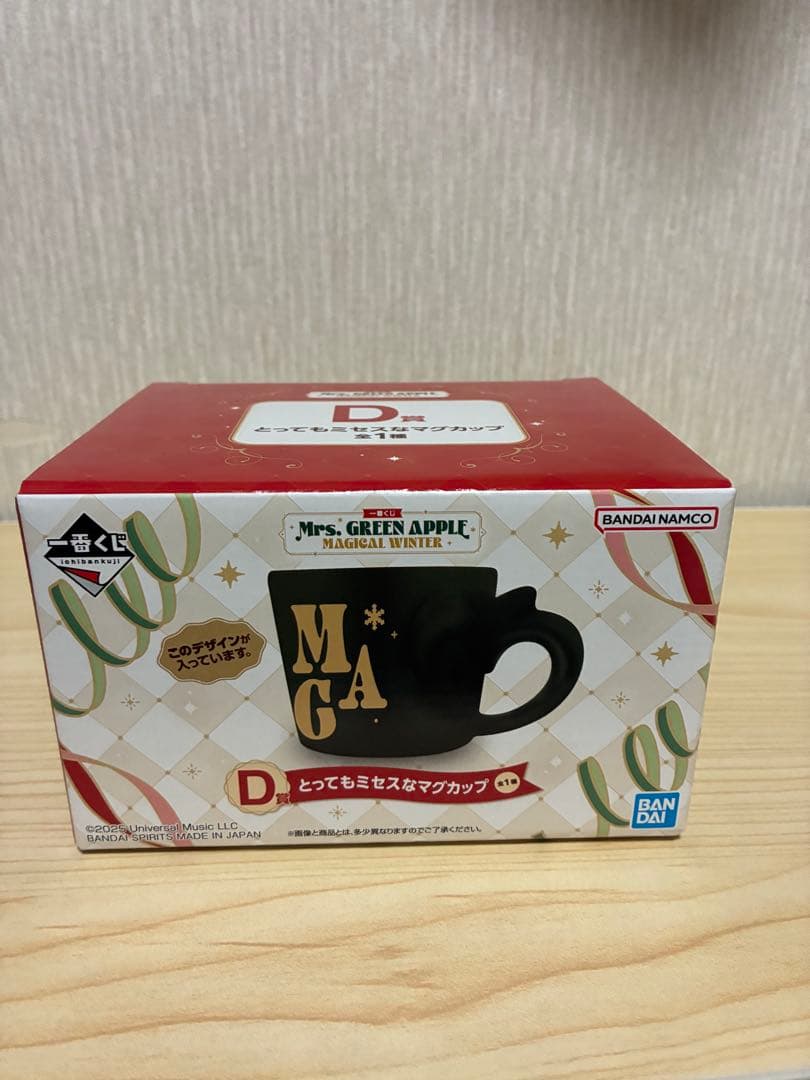 Mrs. GREEN APPLE
D賞
とってもミセスなマグカップ
全1種
一番くじ
ichibankuji
一番くじ
Mrs. GREEN APPLE
MAGICAL WINTER
BANDAI NAMCO
このデザインが
入っています。
M
GA
D賞 とってもミセスなマグカップ 全1種
©2025 Universal Music LLC
BANDAI SPIRITS MADE IN JAPAN
※画像と商品とは、多少異なりますのでご了承ください。
BAN
DAI